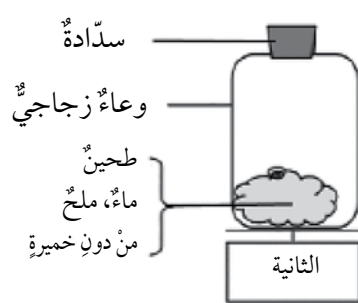 سدّادةٌ
وعاءٌ زجاجيٌّ
طحينٌ
ماءٌ، ملحٌ
منْ دونِ خميرةٍ
الثانية